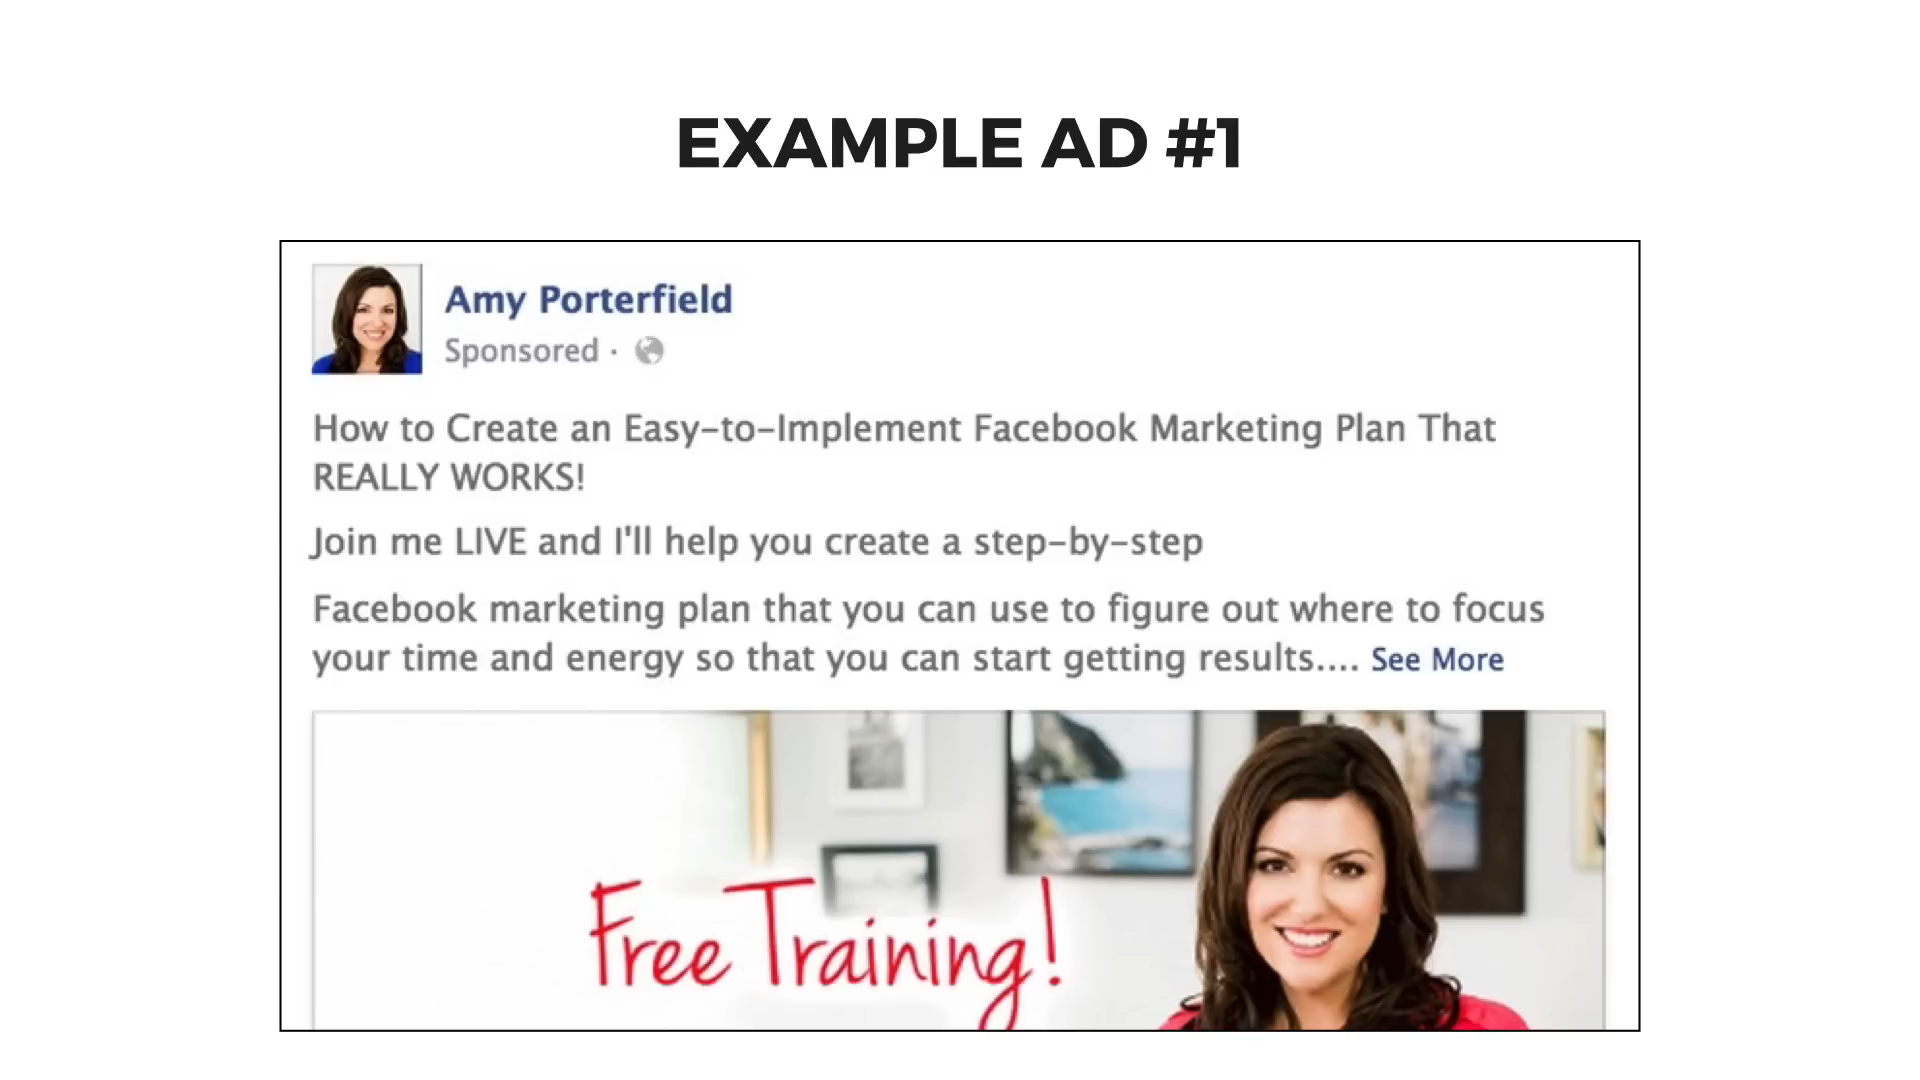 EXAMPLE AD #1
Amy Porterfield
Sponsored ·
How to Create an Easy-to-Implement Facebook Marketing Plan That
REALLY WORKS!
Join me LIVE and I'll help you create a step-by-step
Facebook marketing plan that you can use to figure out where to focus
your time and energy so that you can start getting results.... See More
Free Training!